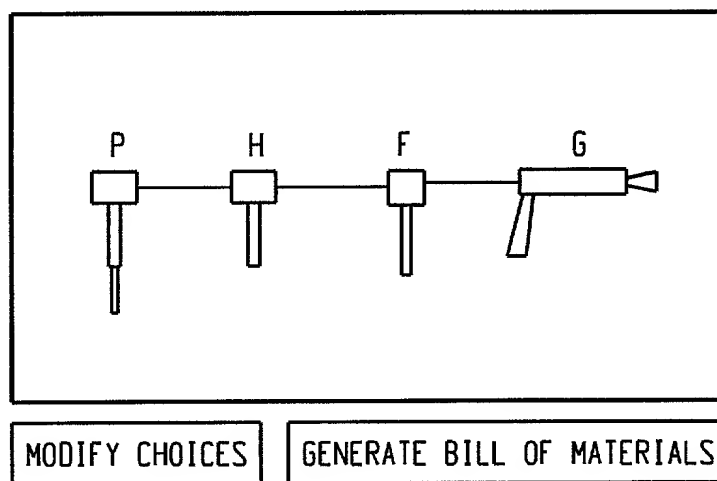 P H F G
MODIFY CHOICES GENERATE BILL OF MATERIALS